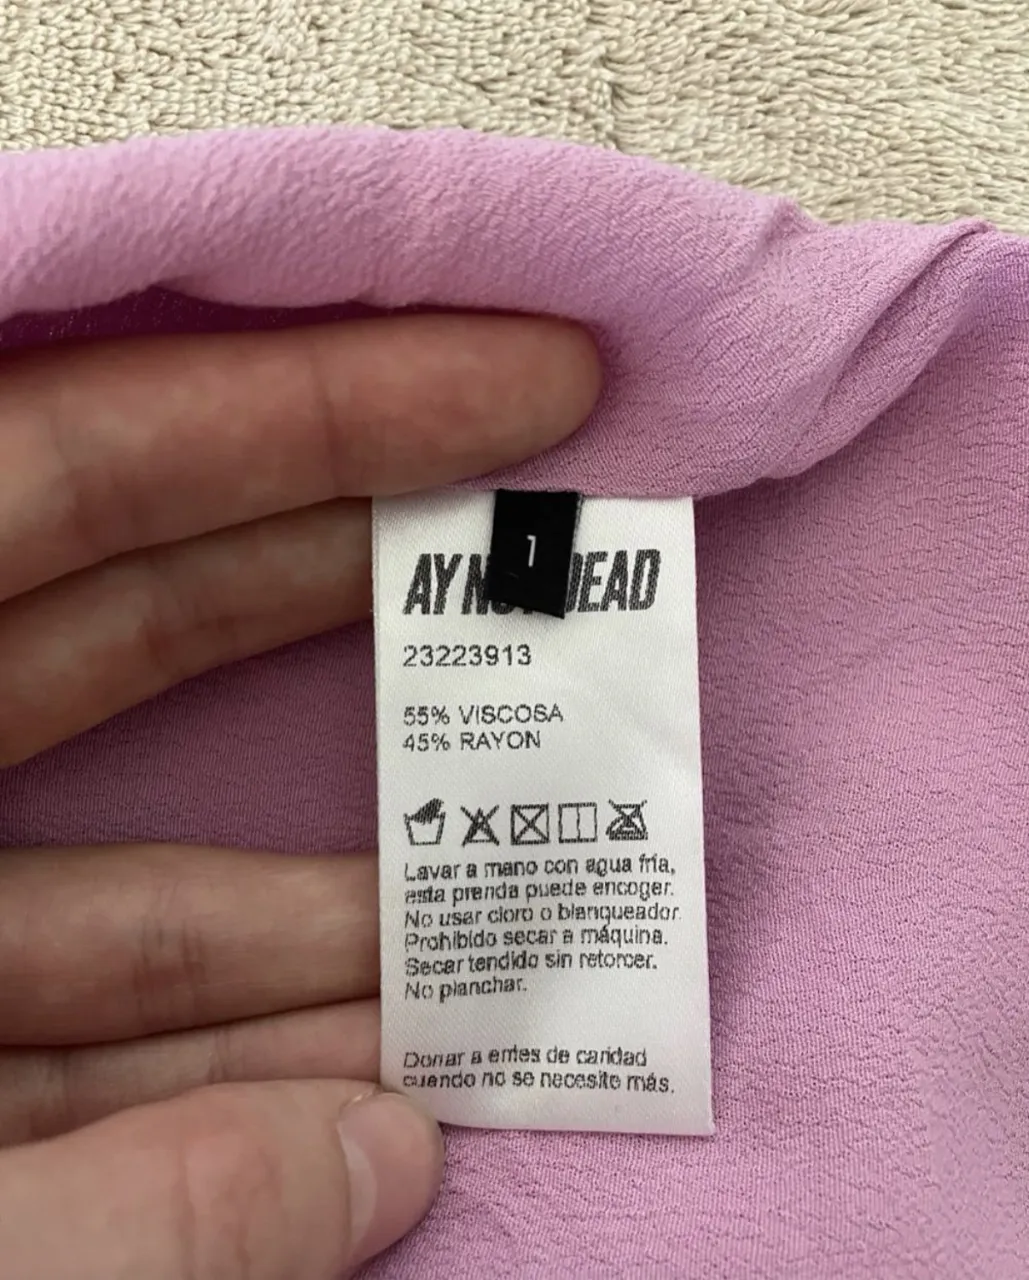 1
AY NOT DEAD
23223913
55% VISCOSA
45% RAYON
Lavar a mano con agua fría,
esta prenda puede encoger.
No usar cloro o blanqueador.
Prohibido secar a máquina.
Secar tendido sin retorcer.
No planchar.
Donar a entes de caridad
cuando no se necesite más.